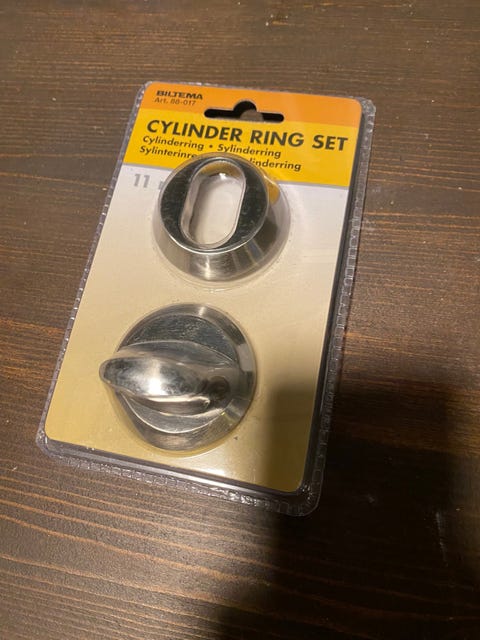 BILTEMA
Art. 88-017
CYLINDER RING SET
Cylinderring • Sylinderring
11